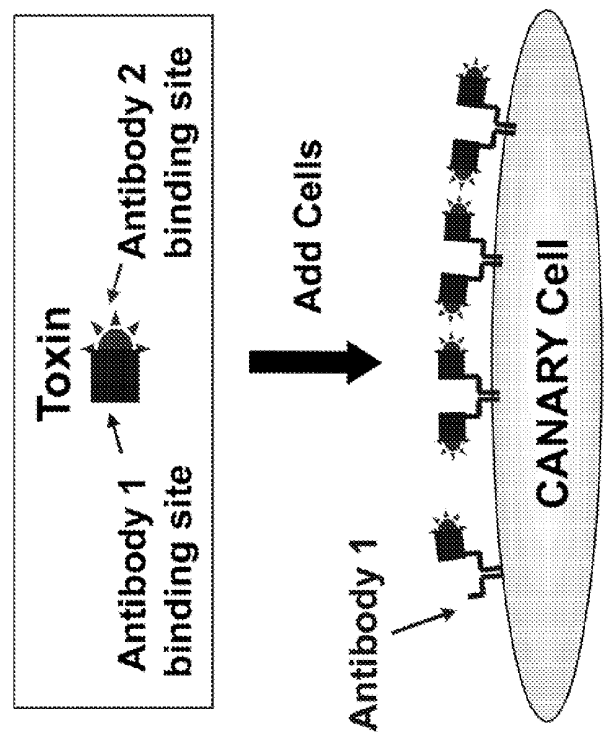 Toxin
Antibody 1
binding site
Antibody 2
binding site
Add Cells
Antibody 1
CANARY Cell